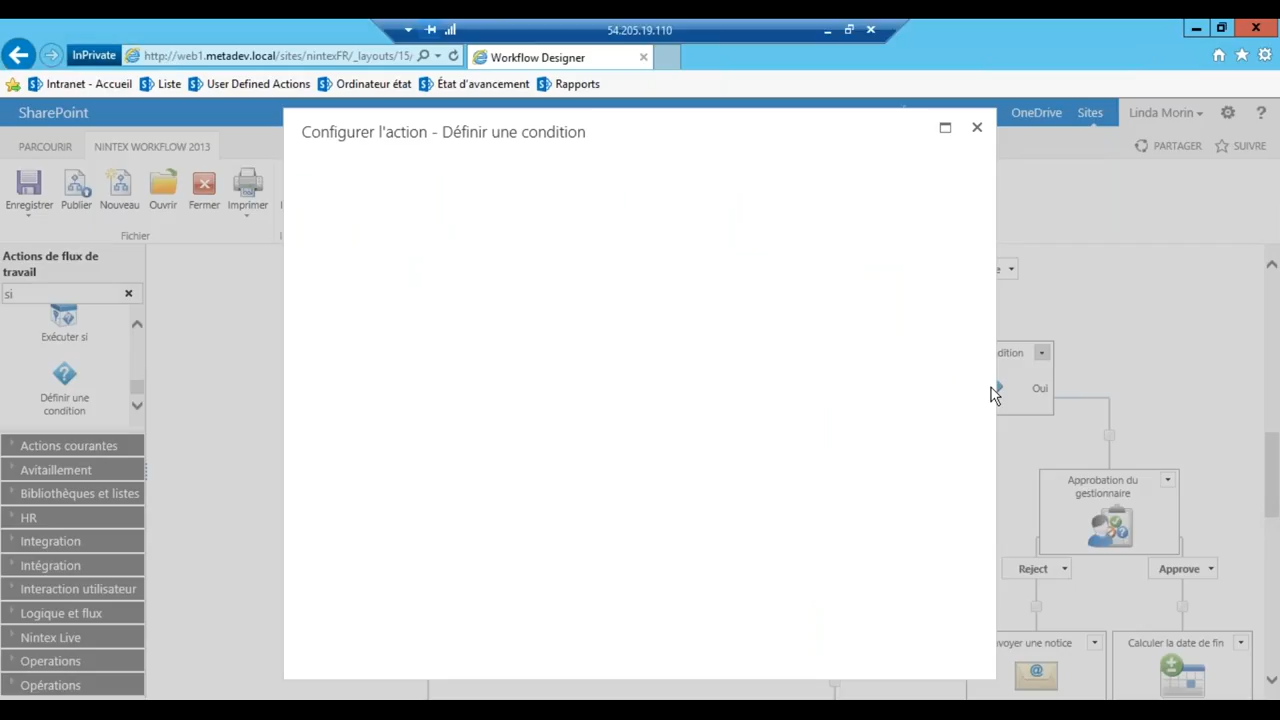 54.205.19.110
InPrivate
http://web1.metadev.local/sites/nintexFR/_layouts/15/
Workflow Designer
Intranet - Accueil
Liste
User Defined Actions
Ordinateur état
État d'avancement
Rapports
SharePoint
OneDrive
Sites
Linda Morin
?
PARCOURIR
NINTEX WORKFLOW 2013
PARTAGER
SUIVRE
Configurer l'action - Définir une condition
Enregistrer
Publier
Nouveau
Ouvrir
Fermer
Imprimer
Fichier
Actions de flux de
travail
si
Exécuter si
Définir une
condition
Actions courantes
Avitaillement
Bibliothèques et listes
HR
Integration
Intégration
Interaction utilisateur
Logique et flux
Nintex Live
Operations
Opérations
e
dition
Oui
Approbation du
gestionnaire
Reject
Approve
nvoyer une notice
Calculer la date de fin